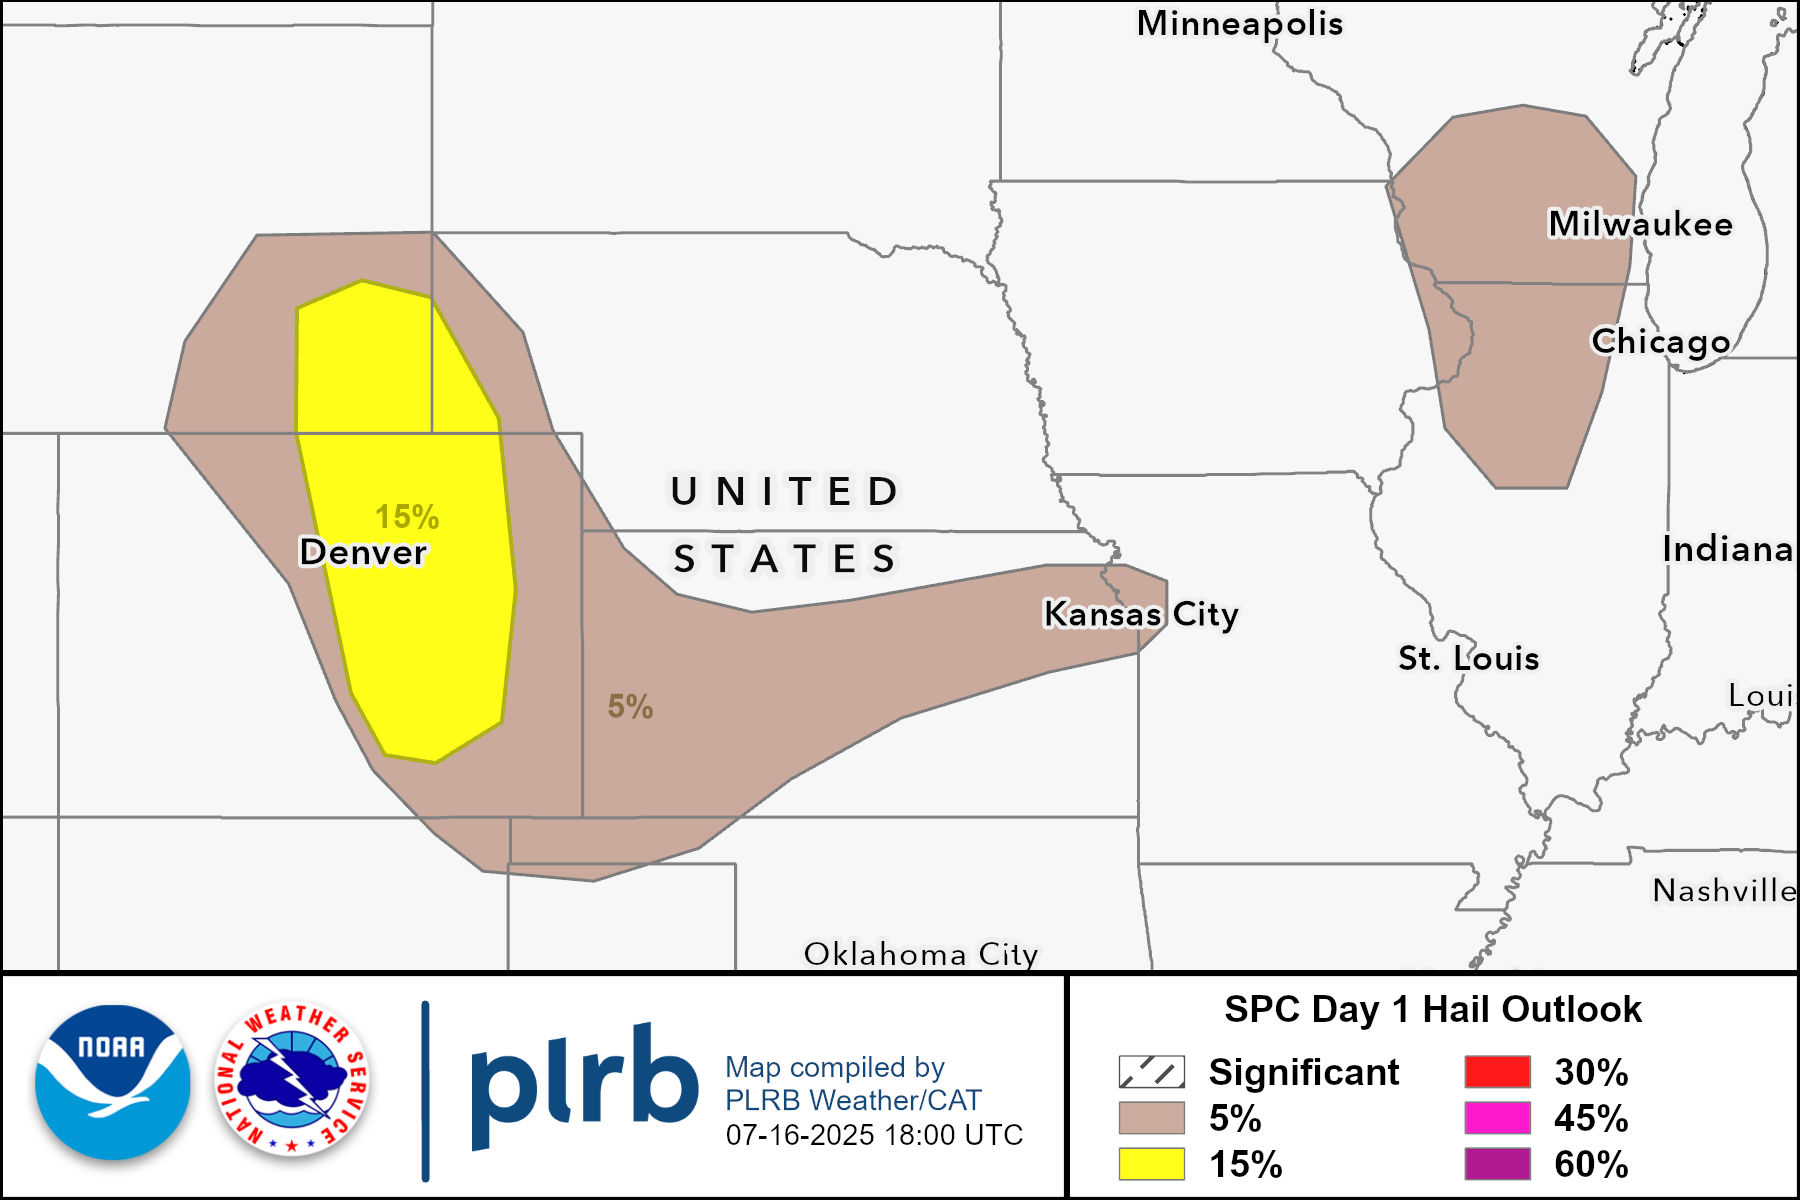 Minneapolis
Milwaukee
Chicago
UNITED
STATES
15%
Denver
Indiana
Kansas City
St. Louis
5%
Loui
Nashville
Oklahoma City
NOAA
NATIONAL WEATHER SERVICE
plrb
Map compiled by
PLRB Weather/CAT
07-16-2025 18:00 UTC
SPC Day 1 Hail Outlook
Significant
5%
15%
30%
45%
60%